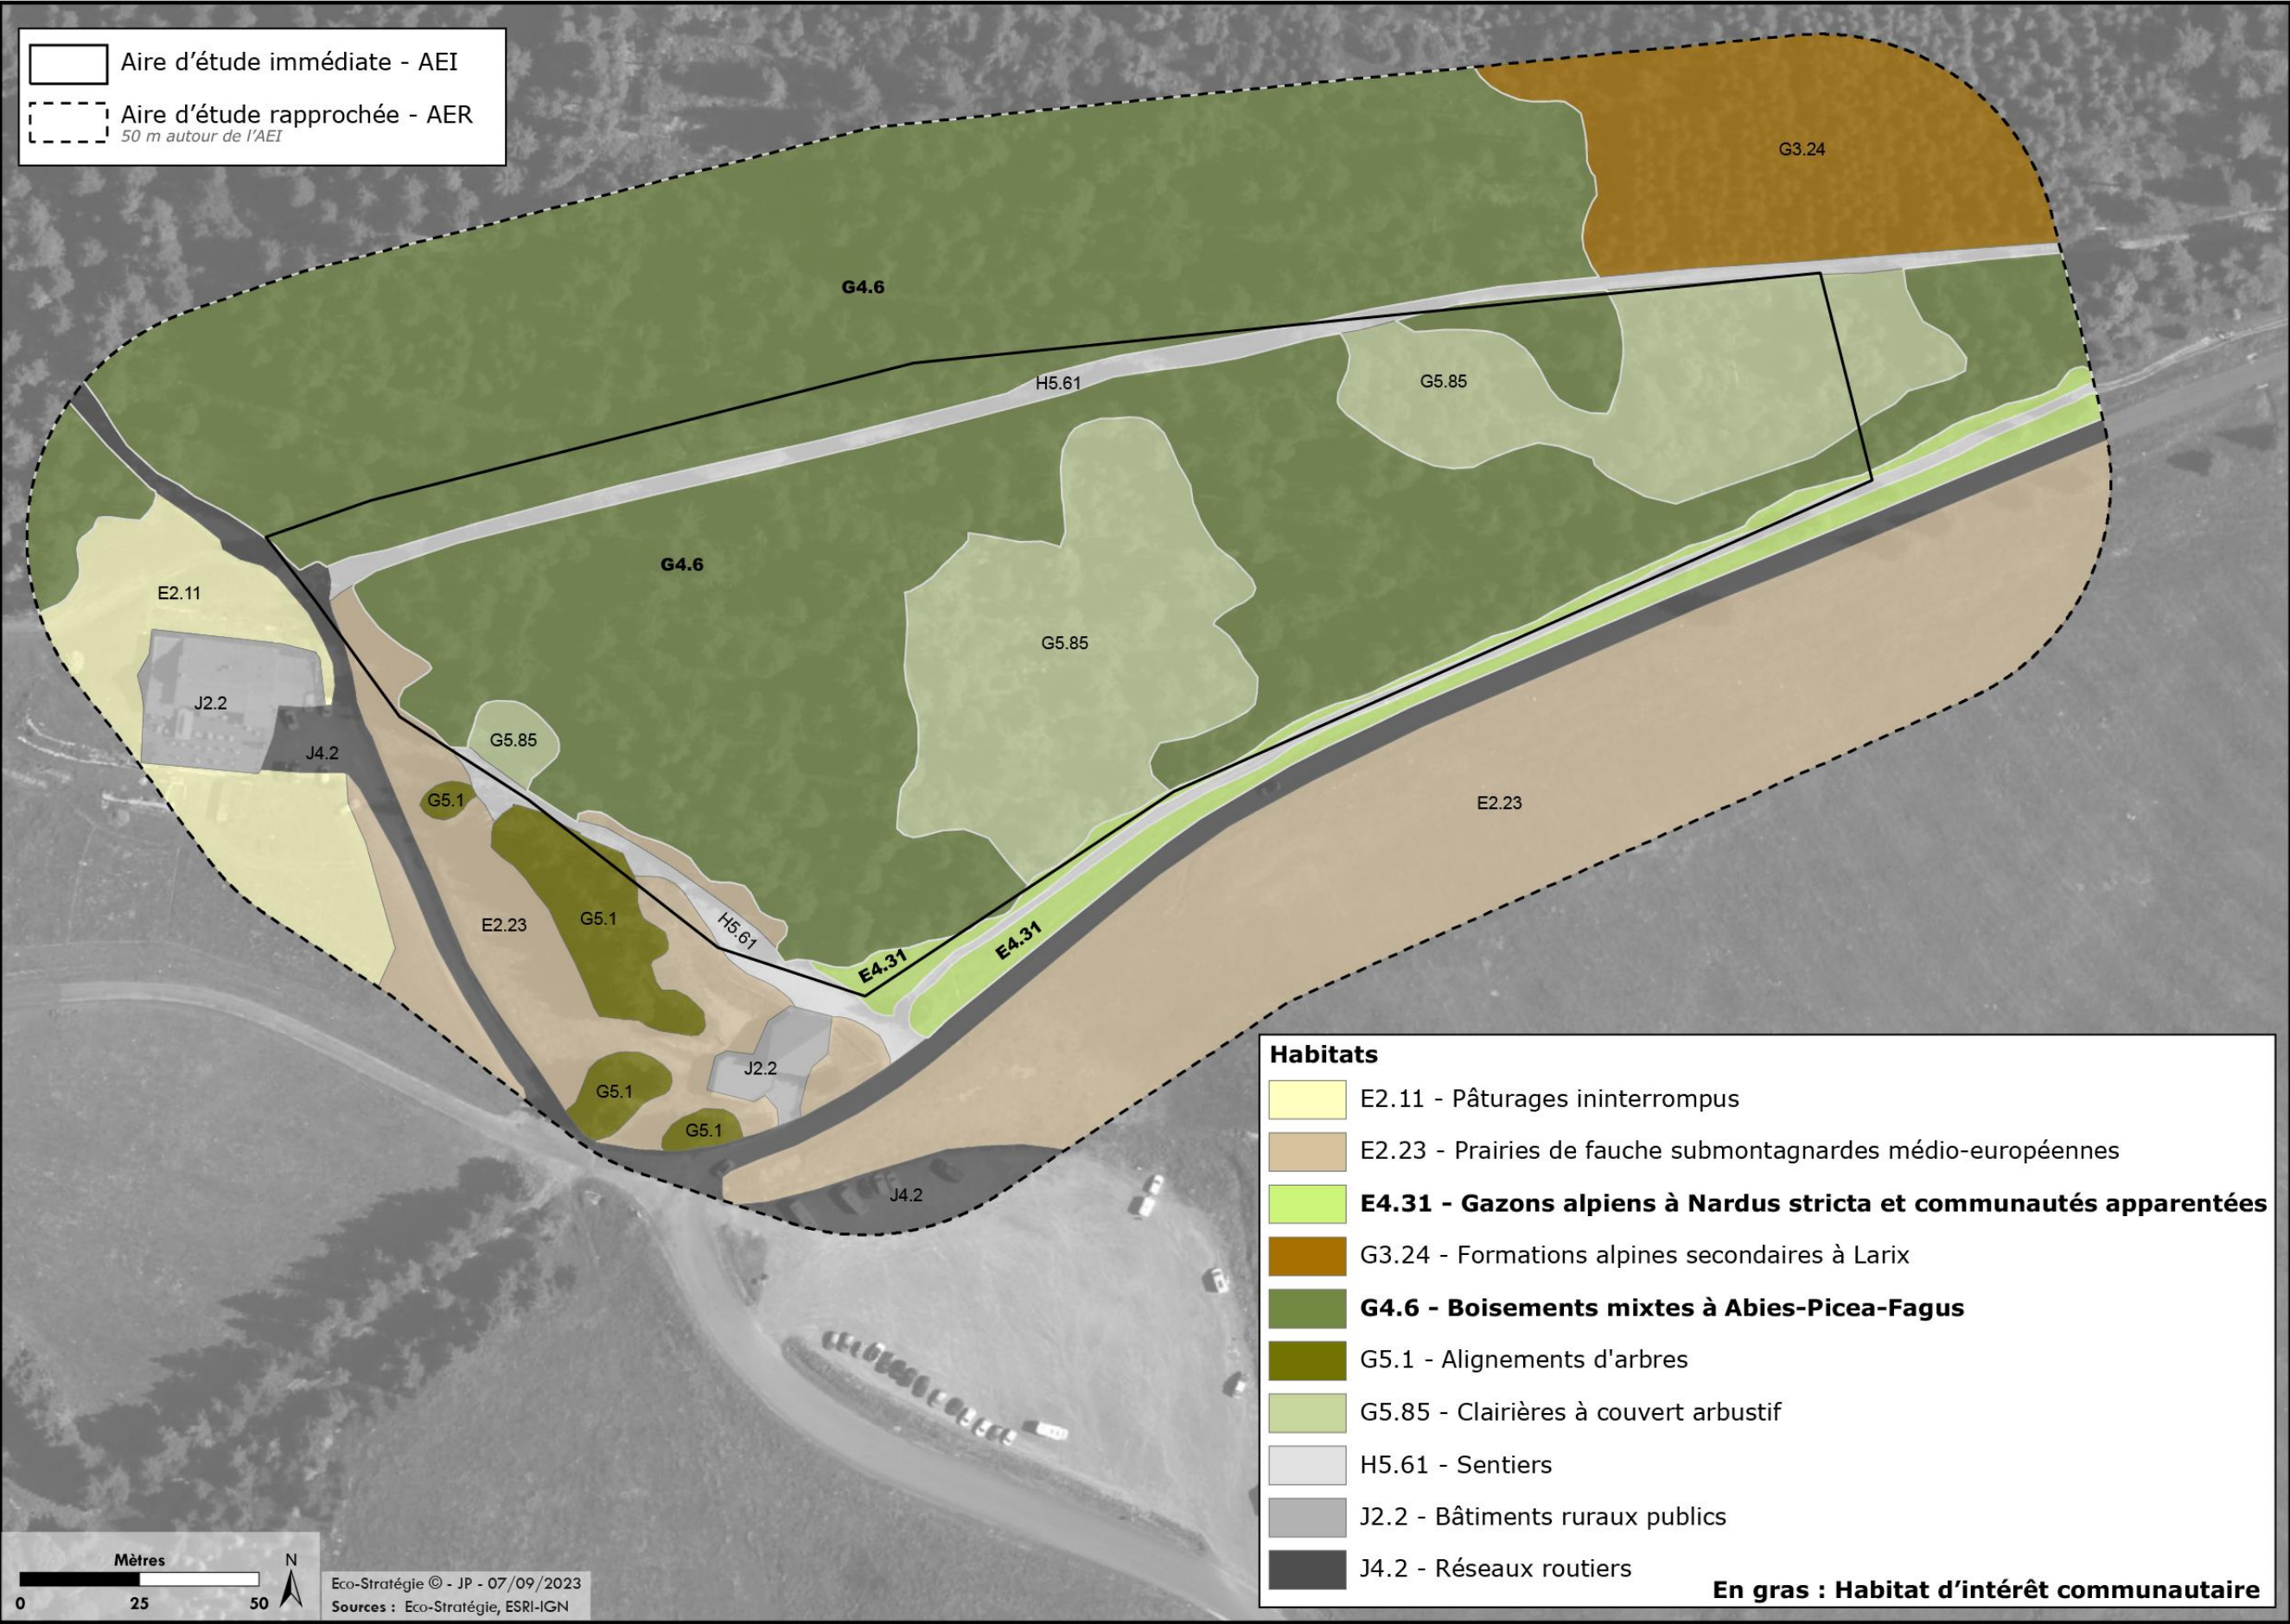 Aire d’étude immédiate - AEI
Aire d’étude rapprochée - AER
50 m autour de l’AEI
G3.24
G4.6
H5.61
G5.85
G4.6
E2.11
G5.85
J2.2
G5.85
J4.2
G5.1
E2.23
E2.23
G5.1
H5.61
E4.31
E4.31
J2.2
G5.1
G5.1
J4.2
Habitats
E2.11 - Pâturages ininterrompus
E2.23 - Prairies de fauche submontagnardes médio-européennes
E4.31 - Gazons alpiens à Nardus stricta et communautés apparentées
G3.24 - Formations alpines secondaires à Larix
G4.6 - Boisements mixtes à Abies-Picea-Fagus
G5.1 - Alignements d'arbres
G5.85 - Clairières à couvert arbustif
H5.61 - Sentiers
J2.2 - Bâtiments ruraux publics
J4.2 - Réseaux routiers
En gras : Habitat d’intérêt communautaire
Mètres
N
0 25 50
Eco-Stratégie © - JP - 07/09/2023
Sources : Eco-Stratégie, ESRI-IGN